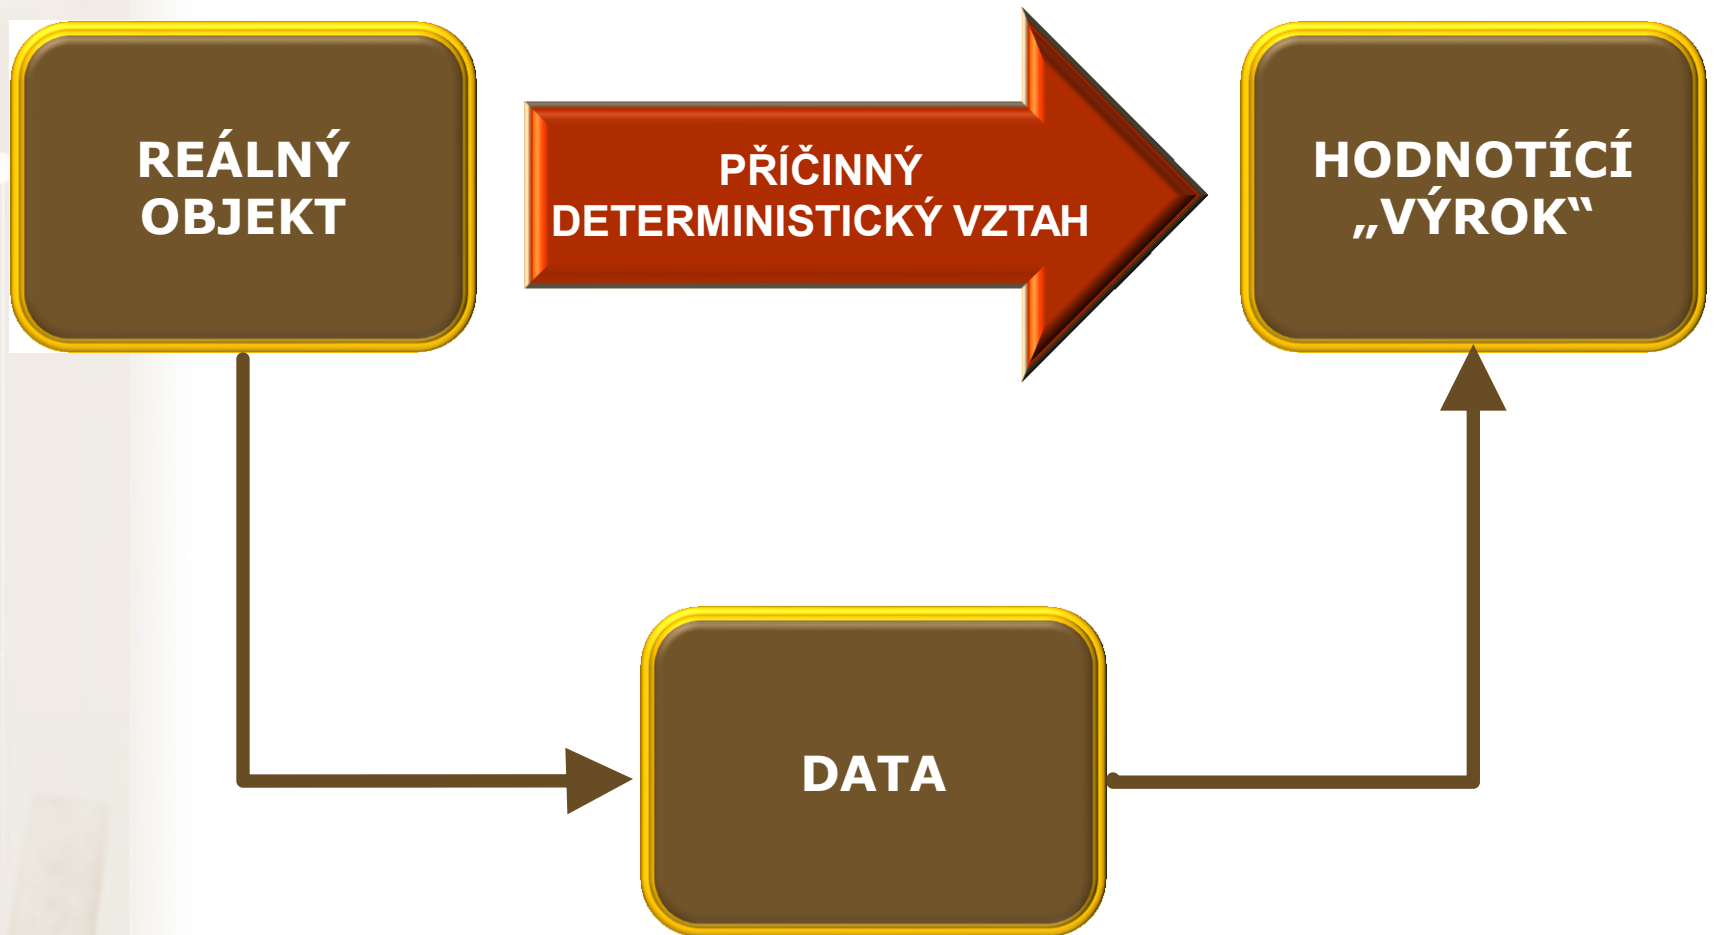 REÁLNÝ
OBJEKT
PŘÍČINNÝ
DETERMINISTICKÝ VZTAH
HODNOTÍCÍ
„VÝROK“
DATA